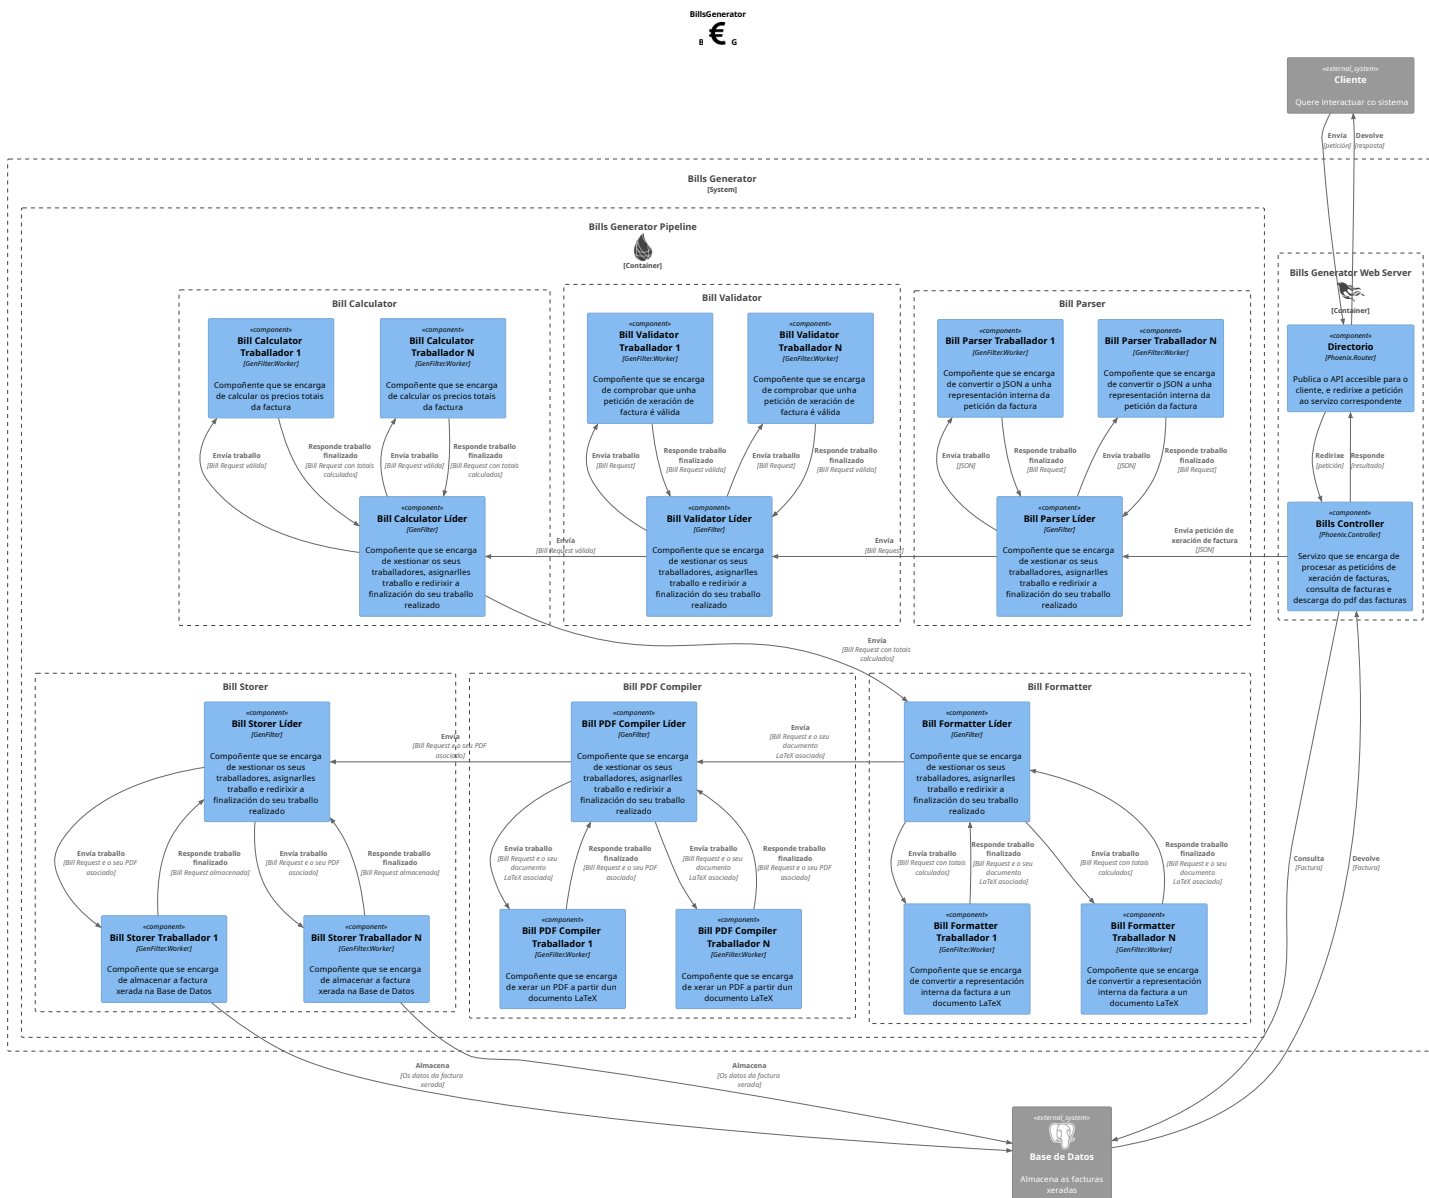 BillsGenerator
B € G
«external_system»
Cliente
Quere interactuar co sistema
Envía
[petición]
Devolve
[resposta]
Bills Generator
[System]
Bills Generator Pipeline
[Container]
Bills Generator Web Server
[Container]
Bill Calculator
«component»
Bill Calculator
Traballador 1
[GenFilter.Worker]
Compoñente que se encarga
de calcular os precios totais
da factura
«component»
Bill Calculator
Traballador N
[GenFilter.Worker]
Compoñente que se encarga
de calcular os precios totais
da factura
Envía traballo
[Bill Request válida]
Responde traballo
finalizado
[Bill Request con totais
calculados]
Envía traballo
[Bill Request válida]
Responde traballo
finalizado
[Bill Request con totais
calculados]
«component»
Bill Calculator Líder
[GenFilter]
Compoñente que se encarga
de xestionar os seus
traballadores, asignarlles
traballo e redirixir a
finalización do seu traballo
realizado
Envía
[Bill Request válida]
Bill Validator
«component»
Bill Validator
Traballador 1
[GenFilter.Worker]
Compoñente que se encarga
de comprobar que unha
petición de xeración de
factura é válida
«component»
Bill Validator
Traballador N
[GenFilter.Worker]
Compoñente que se encarga
de comprobar que unha
petición de xeración de
factura é válida
Envía traballo
[Bill Request]
Responde traballo
finalizado
[Bill Request válida]
Envía traballo
[Bill Request]
Responde traballo
finalizado
[Bill Request válida]
«component»
Bill Validator Líder
[GenFilter]
Compoñente que se encarga
de xestionar os seus
traballadores, asignarlles
traballo e redirixir a
finalización do seu traballo
realizado
Envía
[Bill Request]
Bill Parser
«component»
Bill Parser Traballador 1
[GenFilter.Worker]
Compoñente que se encarga
de convertir o JSON a unha
representación interna da
petición da factura
«component»
Bill Parser Traballador N
[GenFilter.Worker]
Compoñente que se encarga
de convertir o JSON a unha
representación interna da
petición da factura
Envía traballo
[JSON]
Responde traballo
finalizado
[Bill Request]
Envía traballo
[JSON]
Responde traballo
finalizado
[Bill Request]
«component»
Bill Parser Líder
[GenFilter]
Compoñente que se encarga
de xestionar os seus
traballadores, asignarlles
traballo e redirixir a
finalización do seu traballo
realizado
Envía petición de
xeración de factura
[JSON]
«component»
Directorio
[Phoenix.Router]
Publica o API accesible para o
cliente, e redirixe a petición
ao servizo correspondente
Redirixe
[petición]
Responde
[resultado]
«component»
Bills Controller
[Phoenix.Controller]
Servizo que se encarga de
procesar as peticións de
xeración de facturas,
consulta de facturas e
descarga do pdf das facturas
Envía
[Bill Request con totais
calculados]
Bill Storer
«component»
Bill Storer Líder
[GenFilter]
Compoñente que se encarga
de xestionar os seus
traballadores, asignarlles
traballo e redirixir a
finalización do seu traballo
realizado
Envía
[Bill Request e o seu PDF
asociado]
Envía traballo
[Bill Request e o seu PDF
asociado]
Responde traballo
finalizado
[Bill Request almacenado]
Envía traballo
[Bill Request e o seu PDF
asociado]
Responde traballo
finalizado
[Bill Request almacenada]
«component»
Bill Storer Traballador 1
[GenFilter.Worker]
Compoñente que se encarga
de almacenar a factura
xerada na Base de Datos
«component»
Bill Storer Traballador N
[GenFilter.Worker]
Compoñente que se encarga
de almacenar a factura
xerada na Base de Datos
Bill PDF Compiler
«component»
Bill PDF Compiler Líder
[GenFilter]
Compoñente que se encarga
de xestionar os seus
traballadores, asignarlles
traballo e redirixir a
finalización do seu traballo
realizado
Envía
[Bill Request e o seu
documento
LaTeX asociado]
Envía traballo
[Bill Request e o seu
documento
LaTeX asociado]
Responde traballo
finalizado
[Bill Request e o seu PDF
asociado]
Envía traballo
[Bill Request e o seu
documento
LaTeX asociado]
Responde traballo
finalizado
[Bill Request e o seu PDF
asociado]
«component»
Bill PDF Compiler
Traballador 1
[GenFilter.Worker]
Compoñente que se encarga
de xerar un PDF a partir dun
documento LaTeX
«component»
Bill PDF Compiler
Traballador N
[GenFilter.Worker]
Compoñente que se encarga
de xerar un PDF a partir dun
documento LaTeX
Bill Formatter
«component»
Bill Formatter Líder
[GenFilter]
Compoñente que se encarga
de xestionar os seus
traballadores, asignarlles
traballo e redirixir a
finalización do seu traballo
realizado
Envía traballo
[Bill Request con totais
calculados]
Responde traballo
finalizado
[Bill Request e o seu
documento
LaTeX asociado]
Envía traballo
[Bill Request con totais
calculados]
Responde traballo
finalizado
[Bill Request e o seu
documento
LaTeX asociado]
«component»
Bill Formatter
Traballador 1
[GenFilter.Worker]
Compoñente que se encarga
de convertir a representación
interna da factura a un
documento LaTeX
«component»
Bill Formatter
Traballador N
[GenFilter.Worker]
Compoñente que se encarga
de convertir a representación
interna da factura a un
documento LaTeX
Consulta
[Factura]
Devolve
[Factura]
Almacena
[Os datos da factura
xerada]
Almacena
[Os datos da factura
xerada]
«external_system»
Base de Datos
Almacena as facturas
xeradas